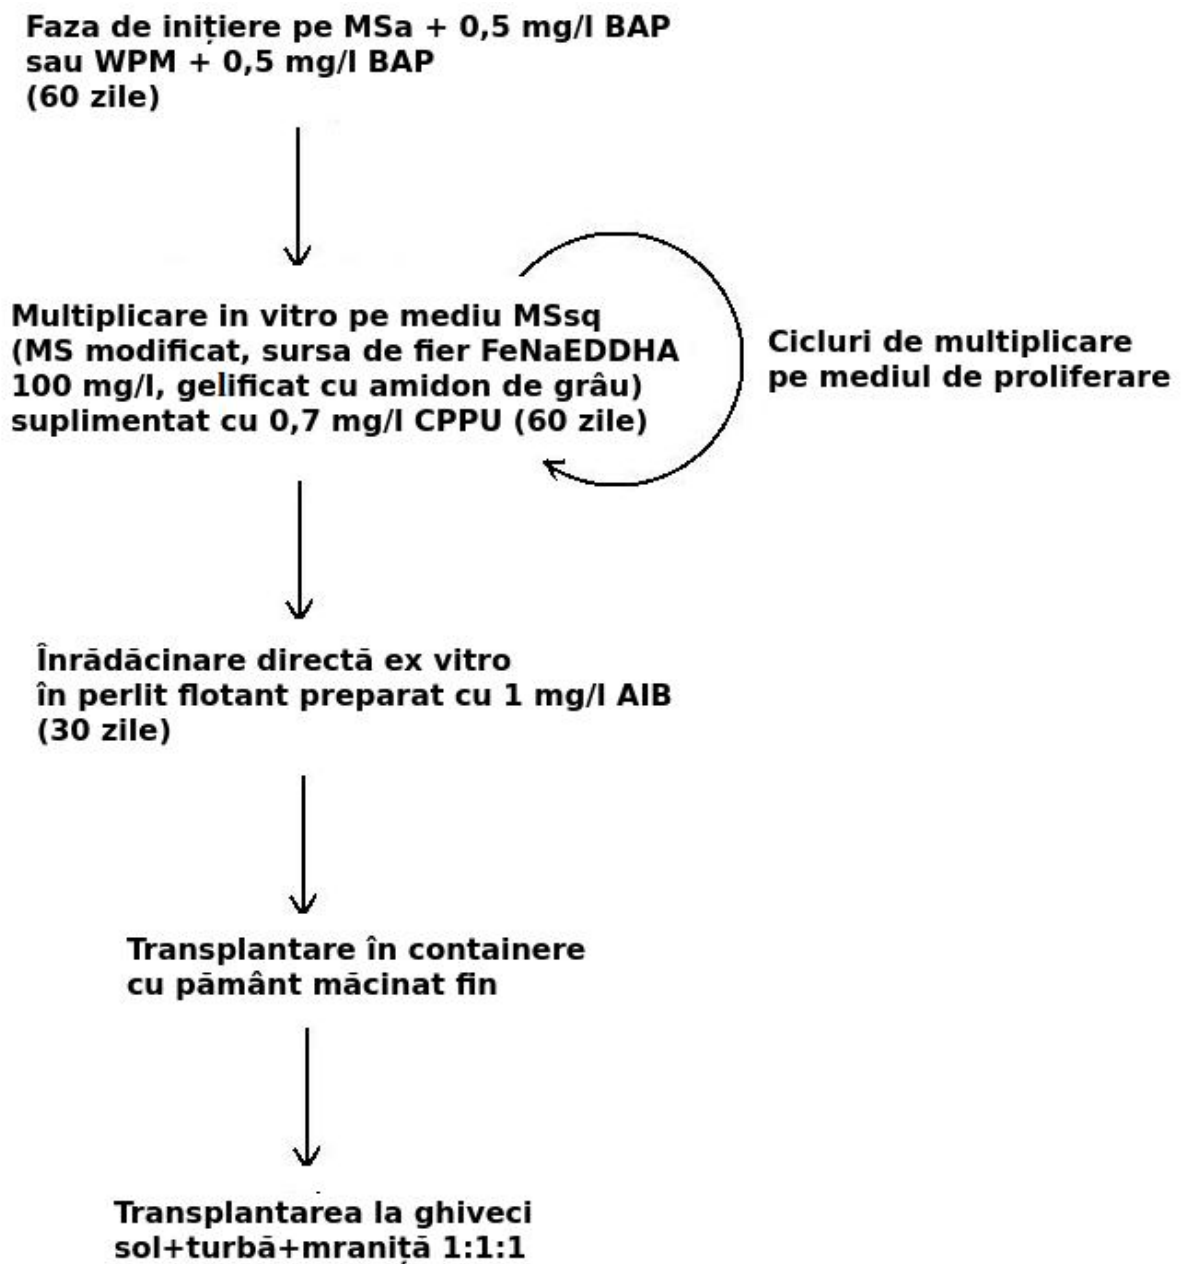 Faza de inițiere pe MSa + 0,5 mg/l BAP
sau WPM + 0,5 mg/l BAP
(60 zile)
Multiplicare in vitro pe mediu MSsq
(MS modificat, sursa de fier FeNaEDDHA
100 mg/l, gelificat cu amidon de grâu)
suplimentat cu 0,7 mg/l CPPU (60 zile)
Cicluri de multiplicare
pe mediul de proliferare
Înrădăcinare directă ex vitro
în perlit flotant preparat cu 1 mg/l AIB
(30 zile)
Transplantare în containere
cu pământ măcinat fin
Transplantarea la ghiveci
sol+turbă+mraniță 1:1:1